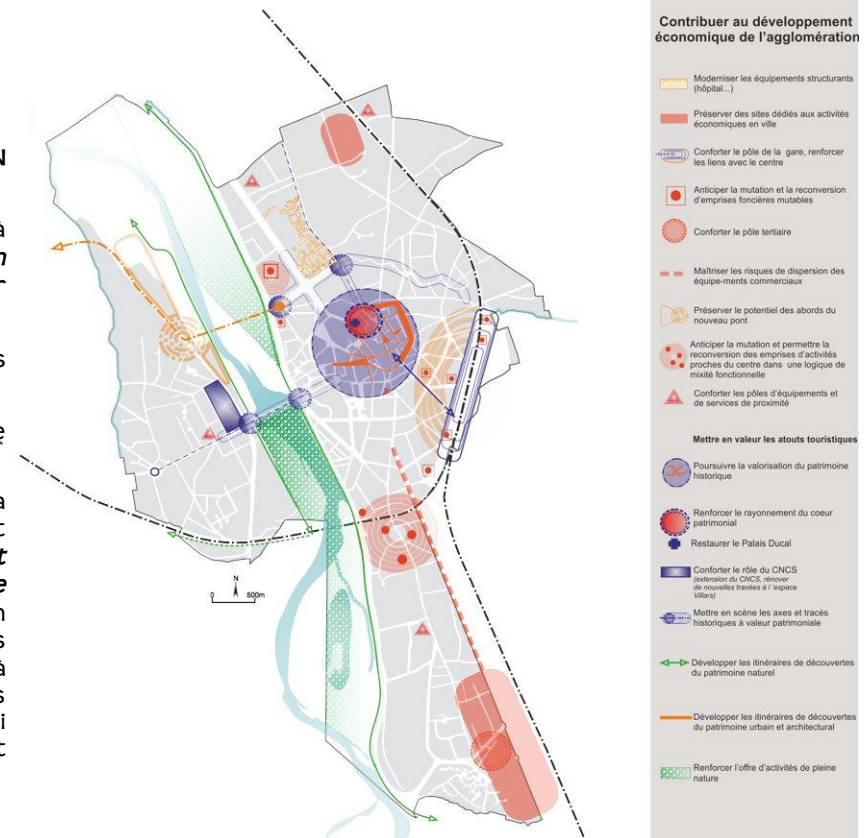 N
à
n
r
s
ę
a
t
t
e
n
s
à
s
i
t
N
0 500m
Contribuer au développement
économique de l'agglomération
Moderniser les équipements structurants
(hôpital...)
Préserver des sites dédiés aux activités
économiques en ville
Conforter le pôle de la gare, renforcer
les liens avec le centre
Anticiper la mutation et la reconversion
d'emprises foncières mutables
Conforter le pôle tertiaire
Maîtriser les risques de dispersion des
équipe-ments commerciaux
Préserver le potentiel des abords du
nouveau pont
Anticiper la mutation et permettre la
reconversion des emprises d'activités
proches du centre dans une logique de
mixité fonctionnelle
Conforter les pôles d'équipements et
de services de proximité
Mettre en valeur les atouts touristiques
Poursuivre la valorisation du patrimoine
historique
Renforcer le rayonnement du coeur
patrimonial
Restaurer le Palais Ducal
Conforter le rôle du CNCS
(extension du CNCS, rénover
de nouvelles travées à l 'espace
Villars)
Mettre en scène les axes et tracés
historiques à valeur patrimoniale
Développer les itinéraires de découvertes
du patrimoine naturel
Développer les itinéraires de découvertes
du patrimoine urbain et architectural
Renforcer l'offre d'activités de pleine
nature